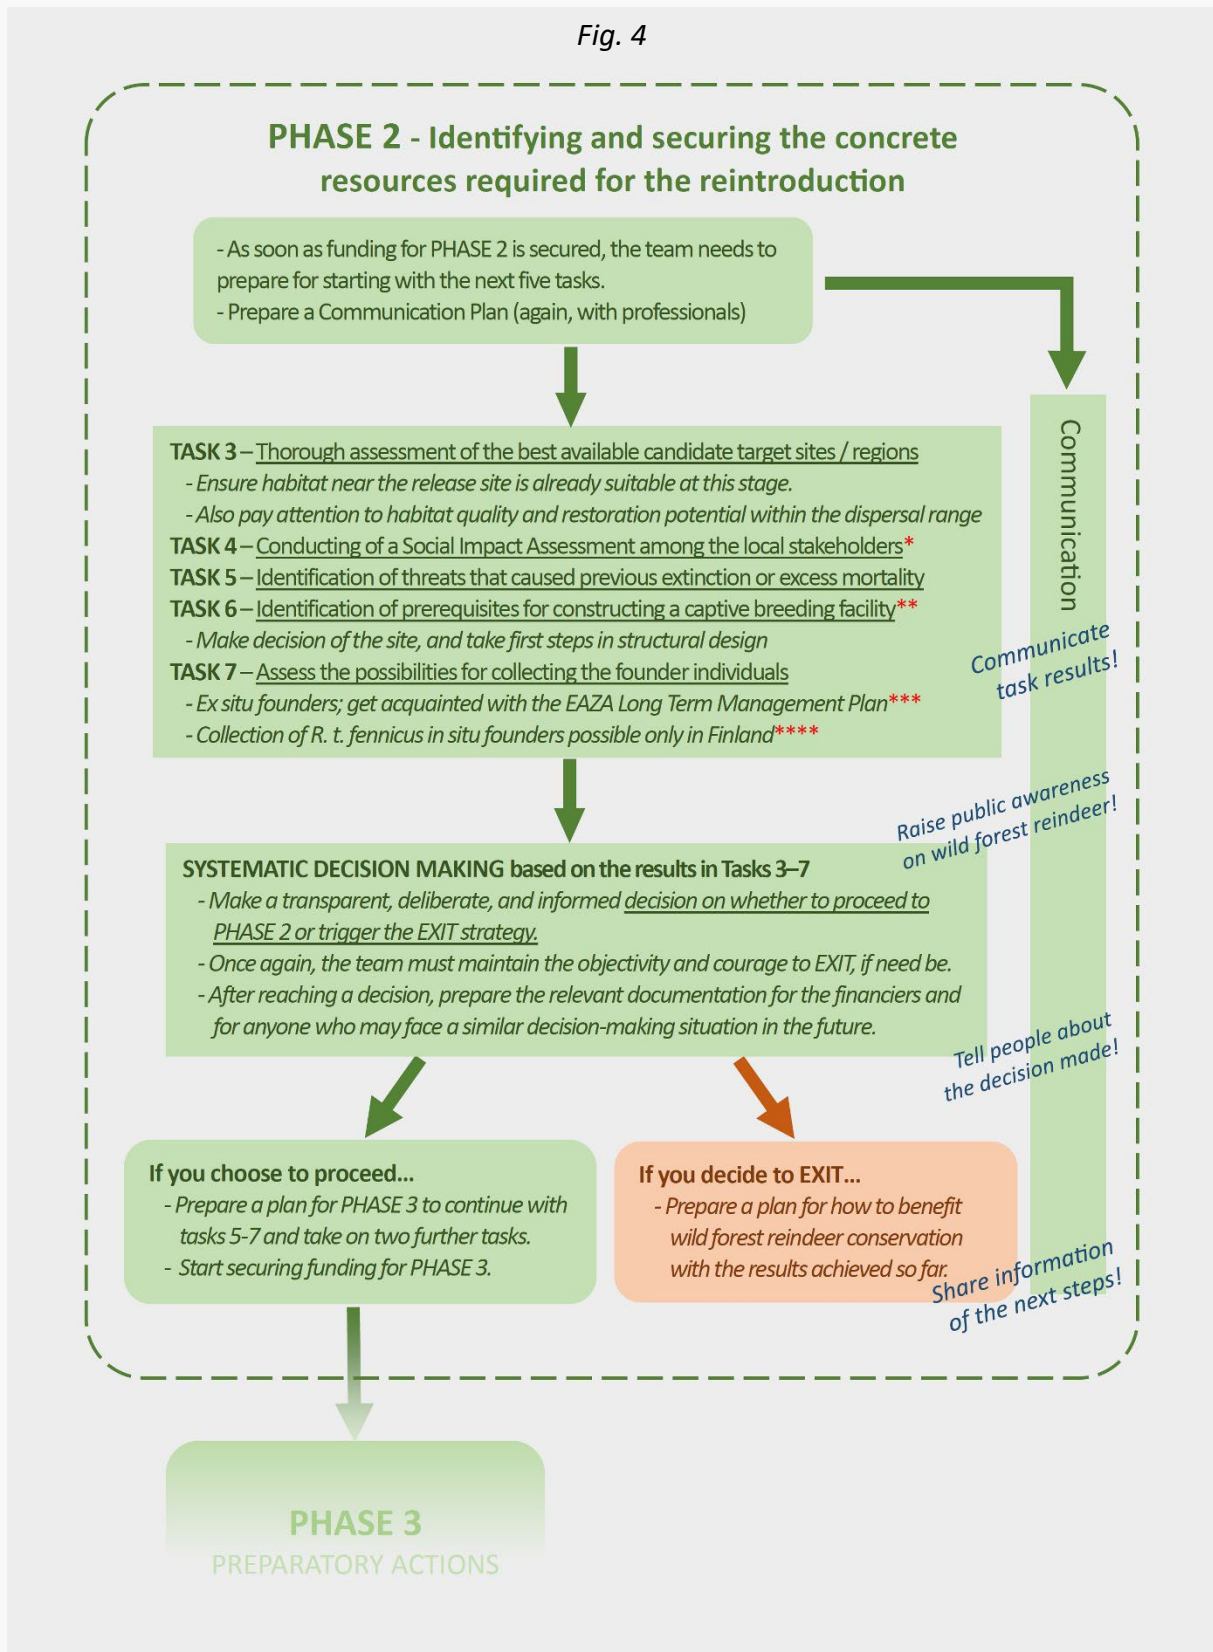 Fig. 4
PHASE 2 - Identifying and securing the concrete
resources required for the reintroduction
- As soon as funding for PHASE 2 is secured, the team needs to
prepare for starting with the next five tasks.
- Prepare a Communication Plan (again, with professionals)
TASK 3 – Thorough assessment of the best available candidate target sites / regions
- Ensure habitat near the release site is already suitable at this stage.
- Also pay attention to habitat quality and restoration potential within the dispersal range
TASK 4 – Conducting of a Social Impact Assessment among the local stakeholders*
TASK 5 – Identification of threats that caused previous extinction or excess mortality
TASK 6 – Identification of prerequisites for constructing a captive breeding facility**
- Make decision of the site, and take first steps in structural design
TASK 7 – Assess the possibilities for collecting the founder individuals
- Ex situ founders; get acquainted with the EAZA Long Term Management Plan***
- Collection of R. t. fennicus in situ founders possible only in Finland****
SYSTEMATIC DECISION MAKING based on the results in Tasks 3–7
- Make a transparent, deliberate, and informed decision on whether to proceed to
PHASE 2 or trigger the EXIT strategy.
- Once again, the team must maintain the objectivity and courage to EXIT, if need be.
- After reaching a decision, prepare the relevant documentation for the financiers and
for anyone who may face a similar decision-making situation in the future.
If you choose to proceed...
- Prepare a plan for PHASE 3 to continue with
tasks 5-7 and take on two further tasks.
- Start securing funding for PHASE 3.
If you decide to EXIT...
- Prepare a plan for how to benefit
wild forest reindeer conservation
with the results achieved so far.
Communication
Communicate
task results!
Raise public awareness
on wild forest reindeer!
Tell people about
the decision made!
Share information
of the next steps!
PHASE 3
PREPARATORY ACTIONS